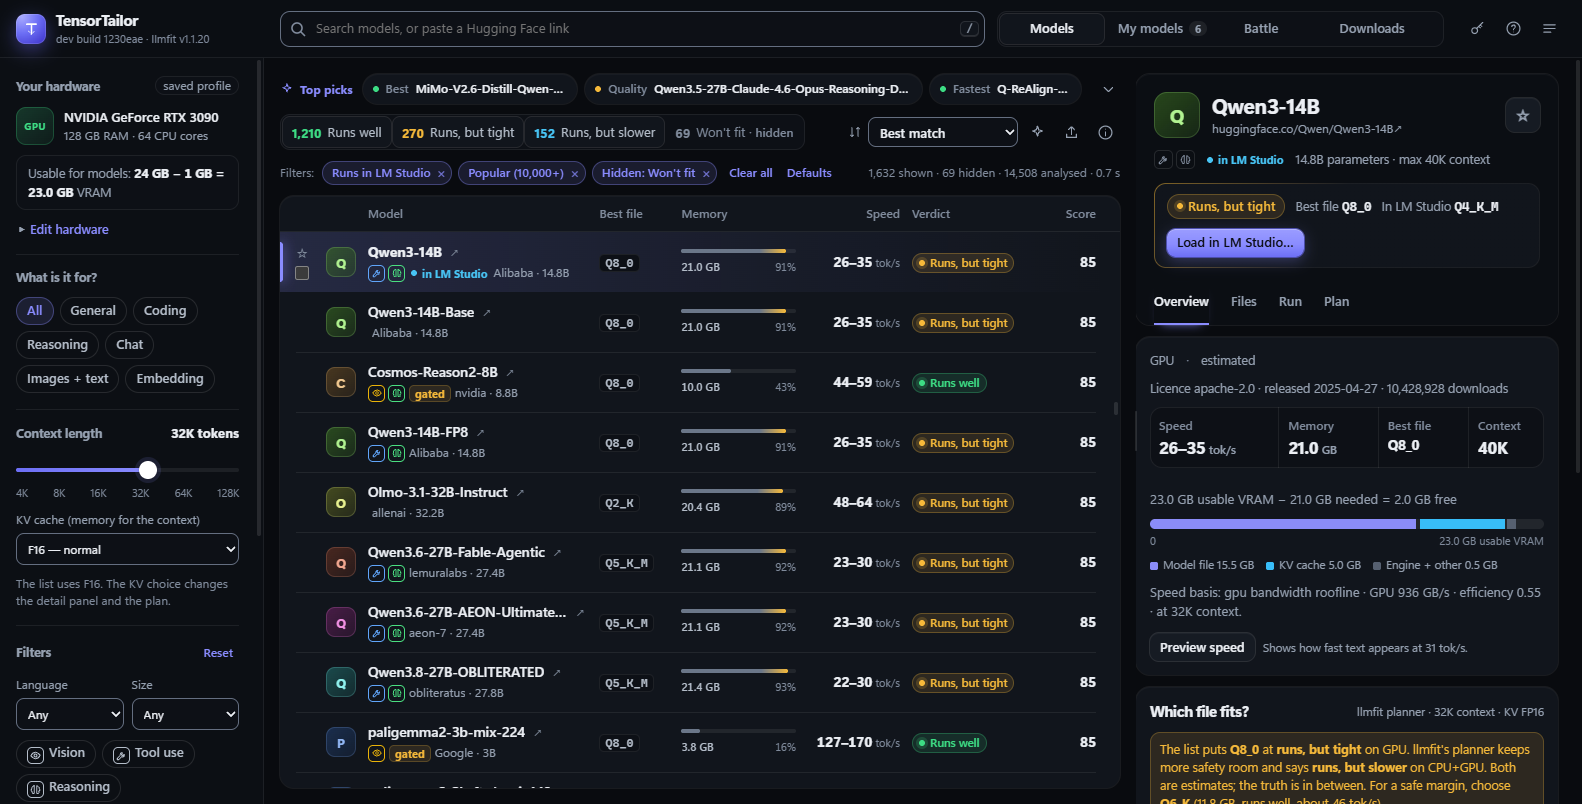 TensorTailor
dev build 1230eae · llmfit v1.1.20
Search models, or paste a Hugging Face link
/
Models
My models 6
Battle
Downloads
Your hardware
saved profile
GPU
NVIDIA GeForce RTX 3090
128 GB RAM · 64 CPU cores
Usable for models: 24 GB − 1 GB =
23.0 GB VRAM
▸ Edit hardware
What is it for?
All
General
Coding
Reasoning
Chat
Images + text
Embedding
Context length
32K tokens
4K 8K 16K 32K 64K 128K
KV cache (memory for the context)
F16 — normal
The list uses F16. The KV choice changes
the detail panel and the plan.
Filters
Reset
Language
Size
Any
Any
Vision
Tool use
Reasoning
Top picks
Best MiMo-V2.6-Distill-Qwen-...
Quality Qwen3.5-27B-Claude-4.6-Opus-Reasoning-D...
Fastest Q-ReAlign-...
1,210 Runs well
270 Runs, but tight
152 Runs, but slower
69 Won't fit · hidden
Best match
Filters:
Runs in LM Studio ×
Popular (10,000+) ×
Hidden: Won't fit ×
Clear all
Defaults
1,632 shown · 69 hidden · 14,508 analysed · 0.7 s
Model Best file Memory Speed Verdict Score
Q
Qwen3-14B ↗
in LM Studio Alibaba · 14.8B
Q8_0
21.0 GB 91%
26–35 tok/s
Runs, but tight
85
Q
Qwen3-14B-Base ↗
Alibaba · 14.8B
Q8_0
21.0 GB 91%
26–35 tok/s
Runs, but tight
85
C
Cosmos-Reason2-8B ↗
gated nvidia · 8.8B
Q8_0
10.0 GB 43%
44–59 tok/s
Runs well
85
Q
Qwen3-14B-FP8 ↗
Alibaba · 14.8B
Q8_0
21.0 GB 91%
26–35 tok/s
Runs, but tight
85
O
Olmo-3.1-32B-Instruct ↗
allenai · 32.2B
Q2_K
20.4 GB 89%
48–64 tok/s
Runs, but tight
85
Q
Qwen3.6-27B-Fable-Agentic ↗
lemuralabs · 27.4B
Q5_K_M
21.1 GB 92%
23–30 tok/s
Runs, but tight
85
Q
Qwen3.6-27B-AEON-Ultimate... ↗
aeon-7 · 27.4B
Q5_K_M
21.1 GB 92%
23–30 tok/s
Runs, but tight
85
Q
Qwen3.8-27B-OBLITERATED ↗
obliteratus · 27.8B
Q5_K_M
21.4 GB 93%
22–30 tok/s
Runs, but tight
85
P
paligemma2-3b-mix-224 ↗
gated Google · 3B
Q8_0
3.8 GB 16%
127–170 tok/s
Runs well
85
Q
Qwen3-14B
huggingface.co/Qwen/Qwen3-14B↗
in LM Studio 14.8B parameters · max 40K context
Runs, but tight Best file Q8_0 In LM Studio Q4_K_M
Load in LM Studio...
Overview
Files
Run
Plan
GPU · estimated
Licence apache-2.0 · released 2025-04-27 · 10,428,928 downloads
Speed
26–35 tok/s
Memory
21.0 GB
Best file
Q8_0
Context
40K
23.0 GB usable VRAM − 21.0 GB needed = 2.0 GB free
0 23.0 GB usable VRAM
Model file 15.5 GB KV cache 5.0 GB Engine + other 0.5 GB
Speed basis: gpu bandwidth roofline · GPU 936 GB/s · efficiency 0.55
· at 32K context.
Preview speed
Shows how fast text appears at 31 tok/s.
Which file fits?
llmfit planner · 32K context · KV FP16
The list puts Q8_0 at runs, but tight on GPU. llmfit's planner keeps
more safety room and says runs, but slower on CPU+GPU. Both
are estimates; the truth is in between. For a safe margin, choose
Q6_K (11.8 GB, runs well, about 46 tok/s).